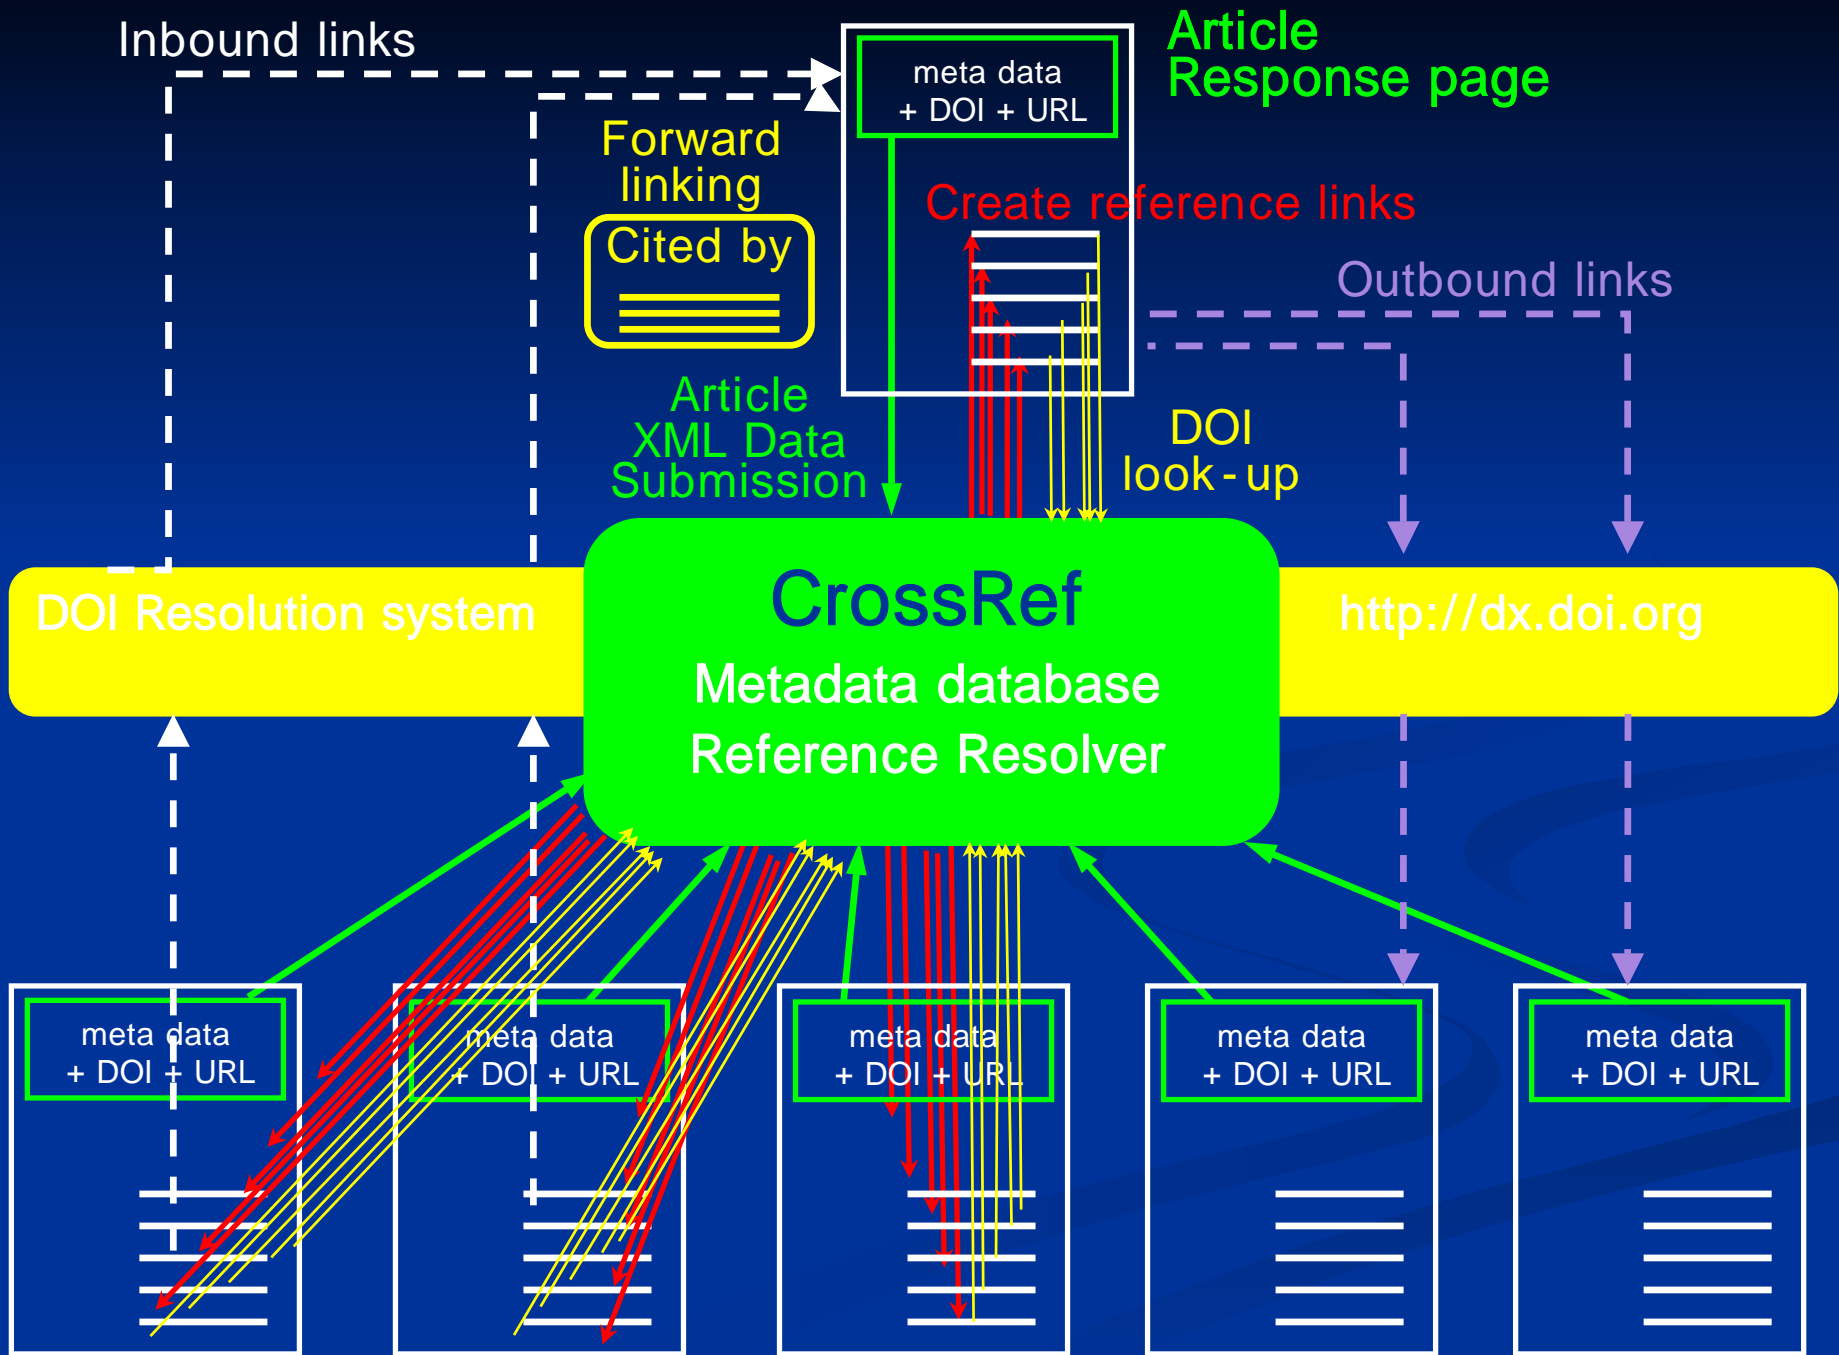 Inbound links
meta data
+ DOI + URL
Article
Response page
Forward
linking
Cited by
Create reference links
Outbound links
Article
XML Data
Submission
DOI
look-up
DOI Resolution system
CrossRef
Metadata database
Reference Resolver
http://dx.doi.org
meta data
+ DOI + URL
meta data
+ DOI + URL
meta data
+ DOI + URL
meta data
+ DOI + URL
meta data
+ DOI + URL